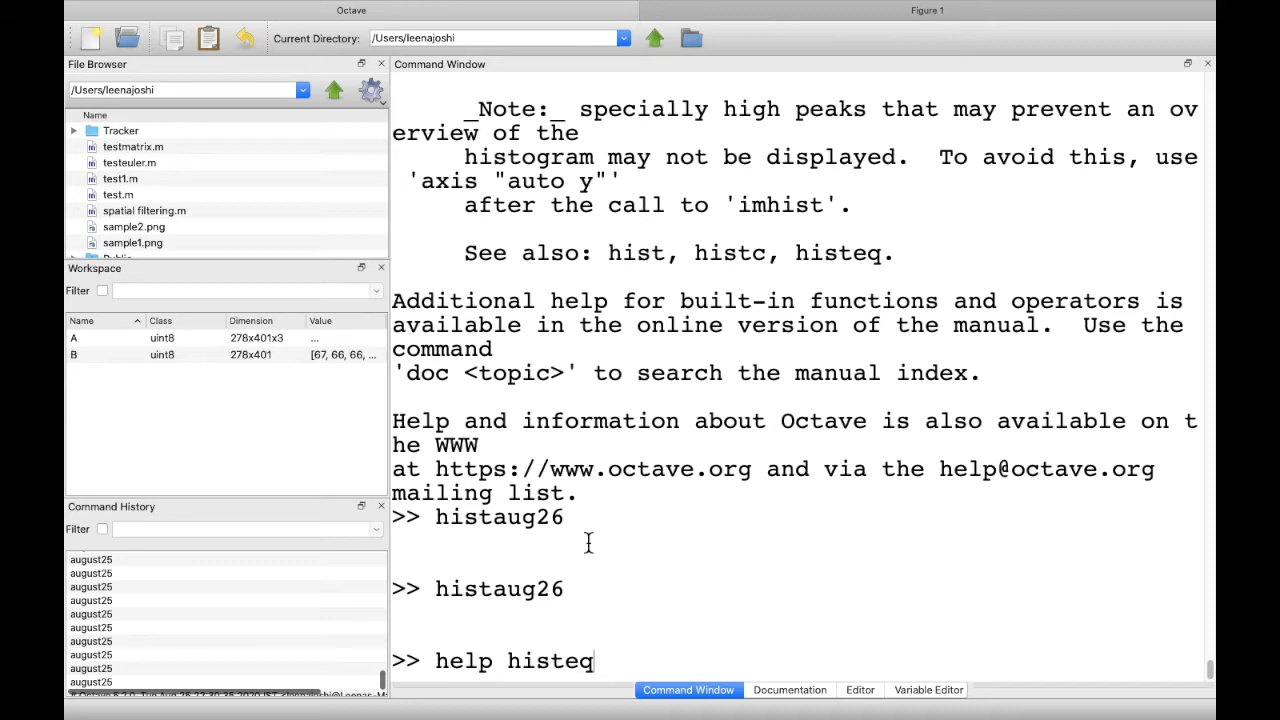 Octave
Figure 1
Current Directory: /Users/leenajoshi
File Browser
/Users/leenajoshi
Name
Tracker
testmatrix.m
testeuler.m
test1.m
test.m
spatial filtering.m
sample2.png
sample1.png
Workspace
Filter
Name Class Dimension Value
A uint8 278x401x3 ...
B uint8 278x401 [67, 66, 66, ...
Command History
Filter
august25
august25
august25
august25
august25
august25
august25
august25
august25
august25
Command Window
_Note:_ specially high peaks that may prevent an ov
erview of the
histogram may not be displayed. To avoid this, use
'axis "auto y"'
after the call to 'imhist'.
See also: hist, histc, histeq.
Additional help for built-in functions and operators is
available in the online version of the manual. Use the
command
'doc <topic>' to search the manual index.
Help and information about Octave is also available on t
he WWW
at https://www.octave.org and via the help@octave.org
mailing list.
>> histaug26
>> histaug26
>> help histeq
Command Window Documentation Editor Variable Editor